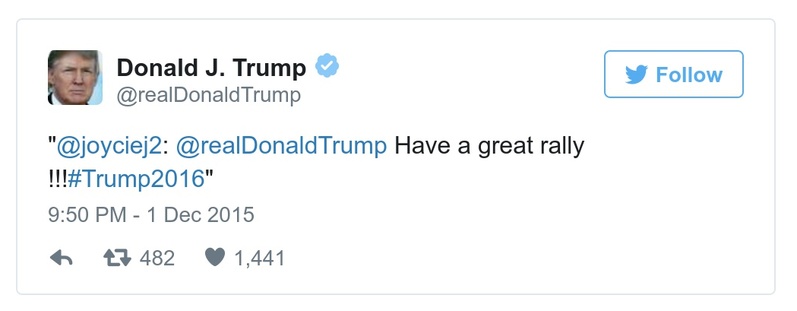 Donald J. Trump
@realDonaldTrump
Follow
"@joyciej2: @realDonaldTrump Have a great rally
!!!#Trump2016"
9:50 PM - 1 Dec 2015
482 1,441